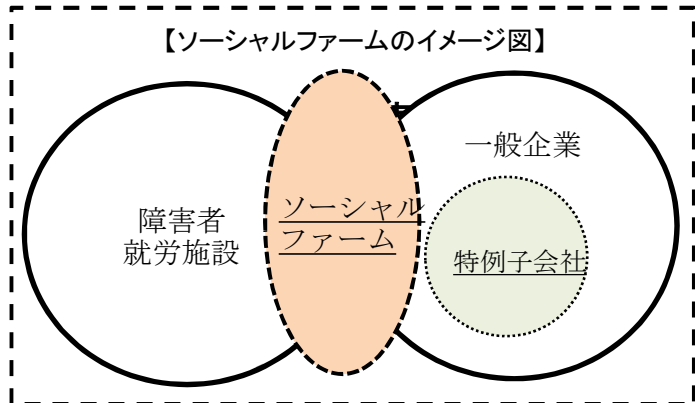 【ソーシャルファームのイメージ図】
一般企業
障害者
就労施設
ソーシャル
ファーム
特例子会社